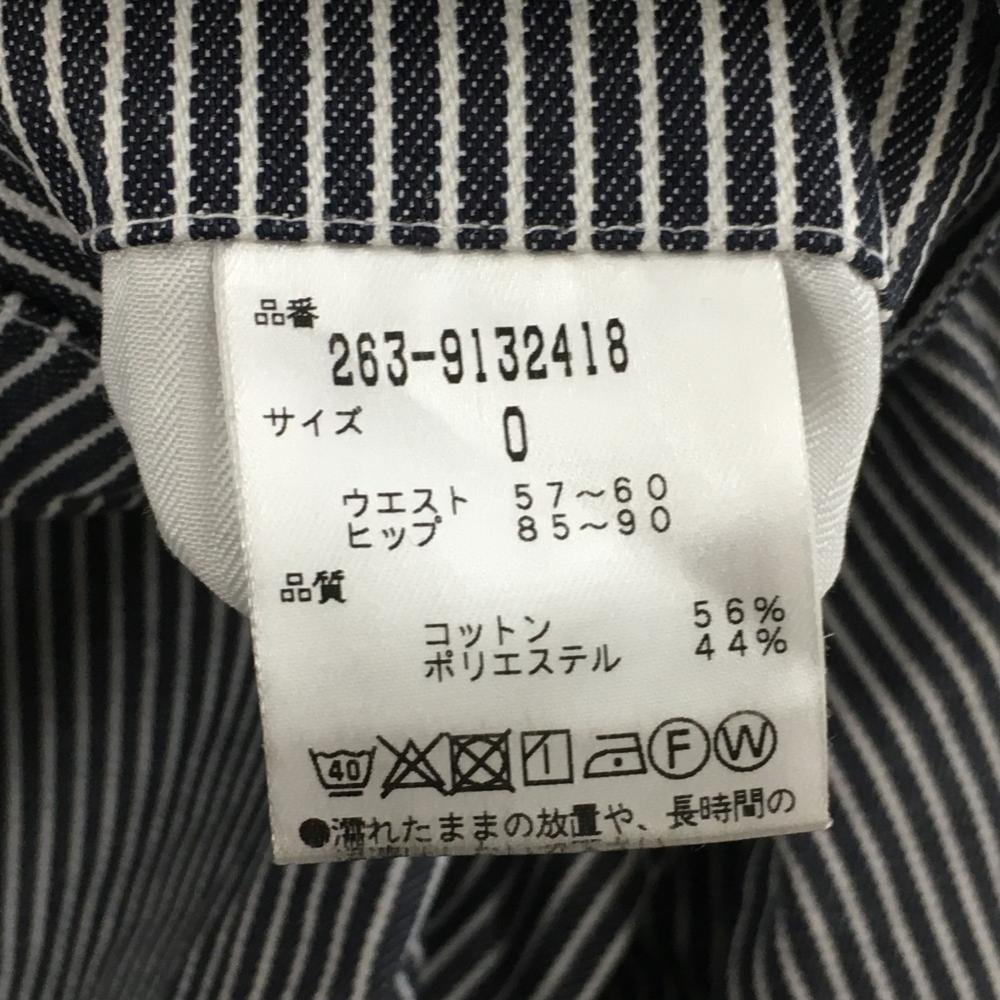 品番
263-9132418
サイズ
0
ウエスト 57～60
ヒップ 85～90
品質
コットン 56%
ポリエステル 44%
40 F W
●濡れたままの放置や、長時間の